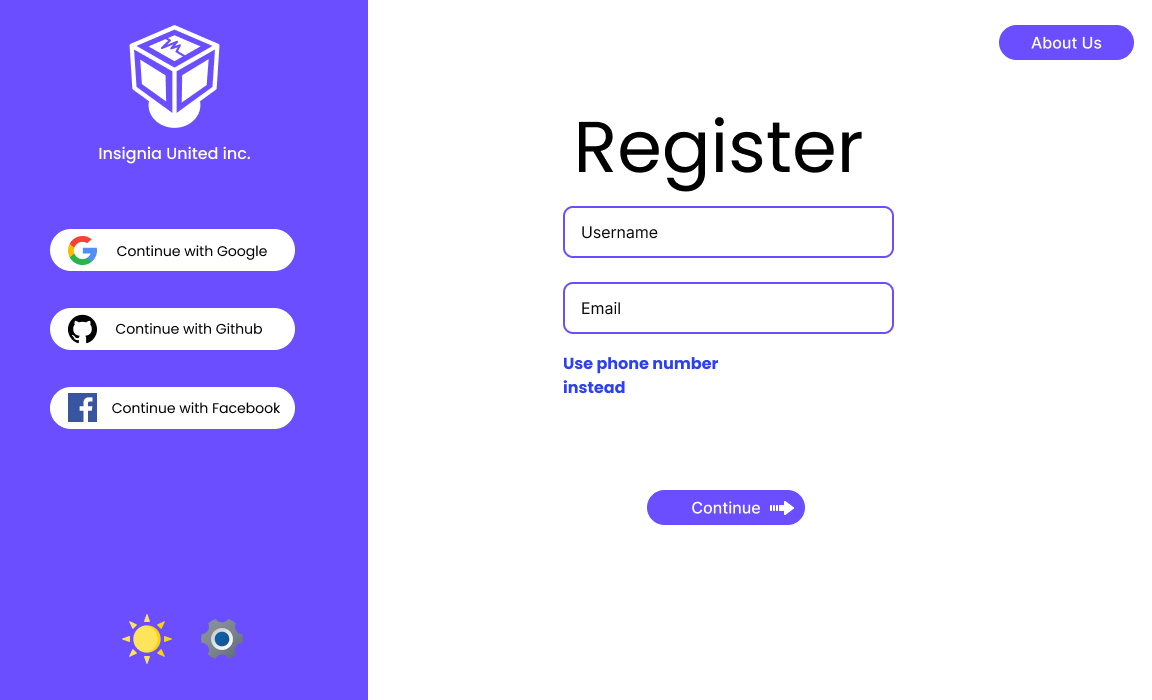 Insignia United inc.
Continue with Google
Continue with Github
Continue with Facebook
About Us
Register
Username
Email
Use phone number
instead
Continue